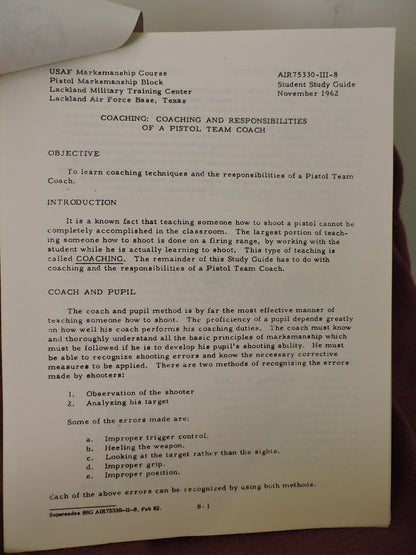 USAF Marksmanship Course
Pistol Marksmanship Block
Lackland Military Training Center
Lackland Air Force Base, Texas
AIR75330-III-8
Student Study Guide
November 1962
COACHING: COACHING AND RESPONSIBILITIES
OF A PISTOL TEAM COACH
OBJECTIVE
To learn coaching techniques and the responsibilities of a Pistol Team
Coach.
INTRODUCTION
It is a known fact that teaching someone how to shoot a pistol cannot be
completely accomplished in the classroom. The largest portion of teach-
ing someone how to shoot is done on a firing range, by working with the
student while he is actually learning to shoot. This type of teaching is
called COACHING. The remainder of this Study Guide has to do with
coaching and the responsibilities of a Pistol Team Coach.
COACH AND PUPIL
The coach and pupil method is by far the most effective manner of
teaching someone how to shoot. The proficiency of a pupil depends greatly
on how well his coach performs his coaching duties. The coach must know
and thoroughly understand all the basic principles of marksmanship which
must be followed if he is to develop his pupil's shooting ability. He must
be able to recognize shooting errors and know the necessary corrective
measures to be applied. There are two methods of recognizing the errors
made by shooters:
1. Observation of the shooter
2. Analyzing his target
Some of the errors made are:
a. Improper trigger control.
b. Heeling the weapon.
c. Looking at the target rather than the sights.
d. Improper grip.
e. Improper position.
Each of the above errors can be recognized by using both methods.
Supersedes SSG AIR75330-II-8, Feb 62.
8-1